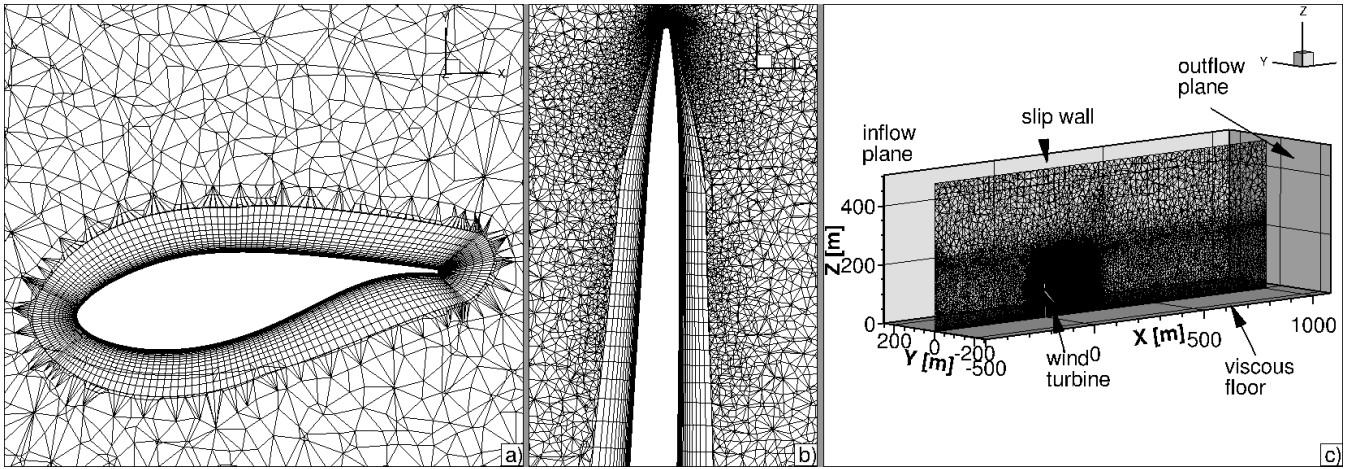 Y
X
a)
b)
Z
Y
outflow
plane
slip wall
inflow
plane
400
200
0
Z [m]
200
0
-200
Y [m]
-500
0
500
1000
X [m]
wind
turbine
viscous
floor
c)